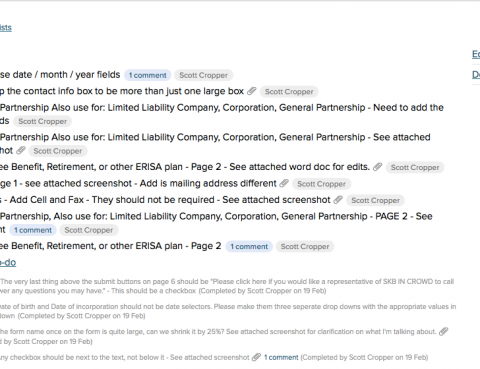 ists
Ed
se date / month / year fields 1 comment Scott Cropper
De
p the contact info box to be more than just one large box Scott Cropper
Partnership Also use for: Limited Liability Company, Corporation, General Partnership - Need to add the
ds Scott Cropper
Partnership Also use for: Limited Liability Company, Corporation, General Partnership - See attached
hot Scott Cropper
ee Benefit, Retirement, or other ERISA plan - Page 2 - See attached word doc for edits. Scott Cropper
ge 1 - see attached screenshot - Add is mailing address different Scott Cropper
s - Add Cell and Fax - They should not be required - See attached screenshot Scott Cropper
Partnership, Also use for: Limited Liability Company, Corporation, General Partnership - PAGE 2 - See
nt 1 comment Scott Cropper
ee Benefit, Retirement, or other ERISA plan - Page 2 1 comment Scott Cropper
o-do
The very last thing above the submit buttons on page 6 should be "Please click here if you would like a representative of SKB IN CROWD to call
wer any questions you may have." - This should be a checkbox (Completed by Scott Cropper on 19 Feb)
ate of birth and Date of incorporation should not be date selectors. Please make them three seperate drop downs with the appropriate values in
down (Completed by Scott Cropper on 19 Feb)
he form name once on the form is quite large, can we shrink it by 25%? See attached screenshot for clarification on what I'm talking about.
d by Scott Cropper on 19 Feb)
Any checkbox should be next to the text, not below it - See attached screenshot 1 comment (Completed by Scott Cropper on 19 Feb)